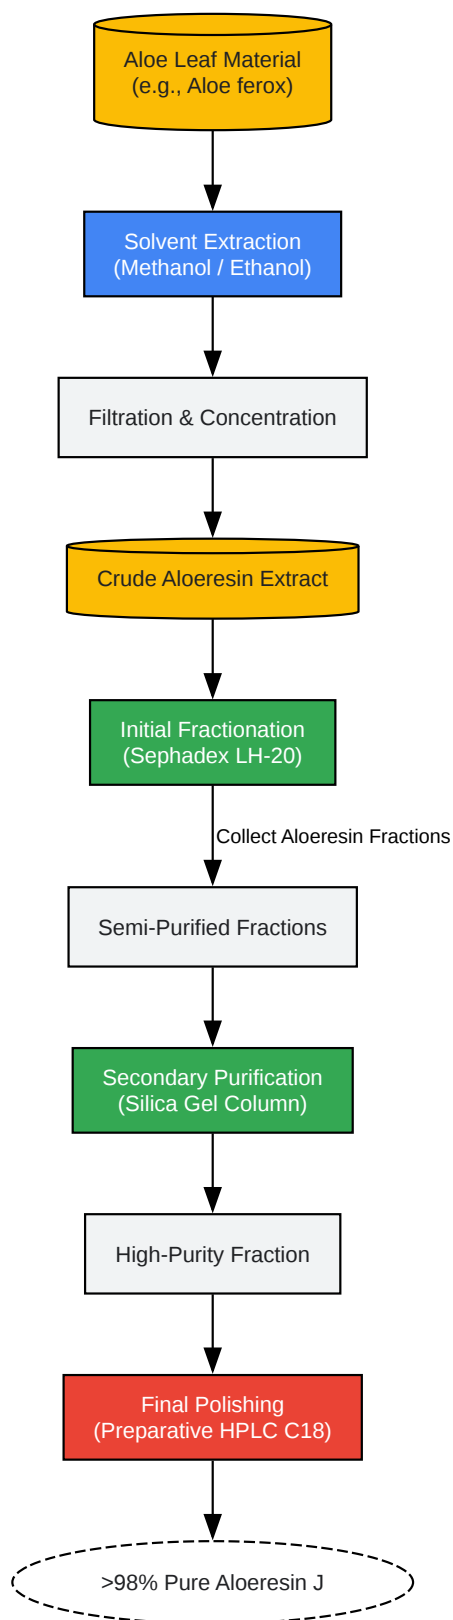 Aloe Leaf Material
(e.g., Aloe ferox)
Solvent Extraction
(Methanol / Ethanol)
Filtration & Concentration
Crude Aloeresin Extract
Initial Fractionation
(Sephadex LH-20)
Collect Aloeresin Fractions
Semi-Purified Fractions
Secondary Purification
(Silica Gel Column)
High-Purity Fraction
Final Polishing
(Preparative HPLC C18)
>98% Pure Aloeresin J